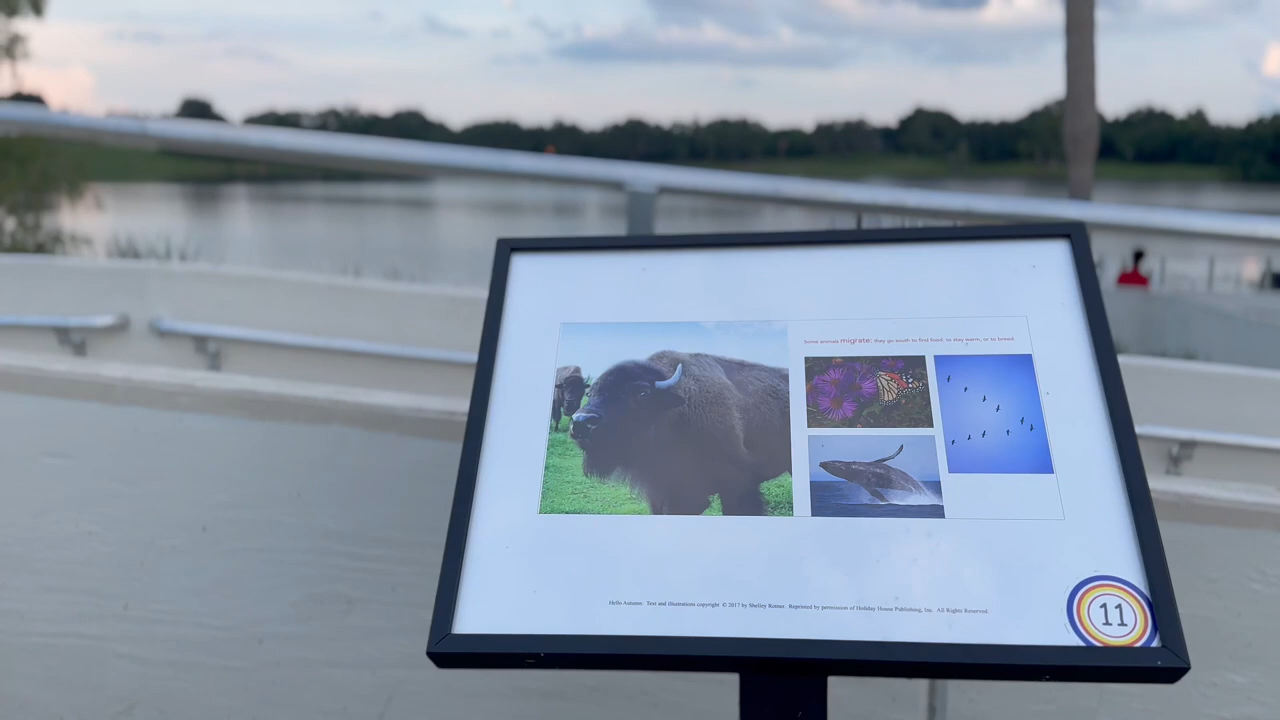 Some animals migrate: they go south to find food, to stay warm, or to breed.
Hello Autumn. Text and illustrations copyright © 2017 by Shelley Rotner. Reprinted by permission of Holiday House Publishing, Inc. All Rights Reserved.
11